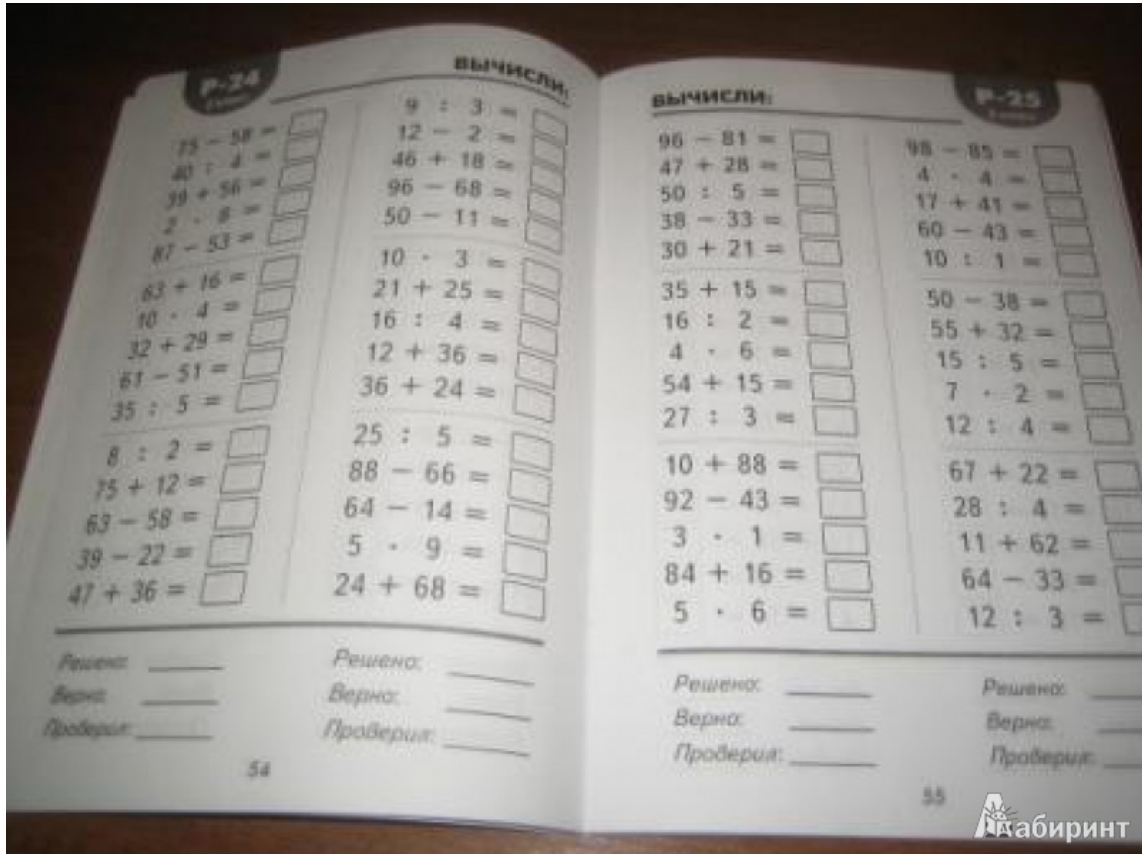 Р-24
ВЫЧИСЛИ:
75 − 58 =
40 : 4 =
39 + 56 =
2 · 8 =
87 − 53 =
63 + 16 =
10 · 4 =
32 + 29 =
61 − 51 =
35 : 5 =
8 : 2 =
75 + 12 =
63 − 58 =
39 − 22 =
47 + 36 =
Решено:
Верно:
Проверил:
9 : 3 =
12 − 2 =
46 + 18 =
96 − 68 =
50 − 11 =
10 · 3 =
21 + 25 =
16 : 4 =
12 + 36 =
36 + 24 =
25 : 5 =
88 − 66 =
64 − 14 =
5 · 9 =
24 + 68 =
Решено:
Верно:
Проверил:
54
ВЫЧИСЛИ:
Р-25
96 − 81 =
47 + 28 =
50 : 5 =
38 − 33 =
30 + 21 =
35 + 15 =
16 : 2 =
4 · 6 =
54 + 15 =
27 : 3 =
10 + 88 =
92 − 43 =
3 · 1 =
84 + 16 =
5 · 6 =
Решено:
Верно:
Проверил:
98 − 85 =
4 · 4 =
17 + 41 =
60 − 43 =
10 : 1 =
50 − 38 =
55 + 32 =
15 : 5 =
7 · 2 =
12 : 4 =
67 + 22 =
28 : 4 =
11 + 62 =
64 − 33 =
12 : 3 =
Решено:
Верно:
Проверил:
55
Лабиринт